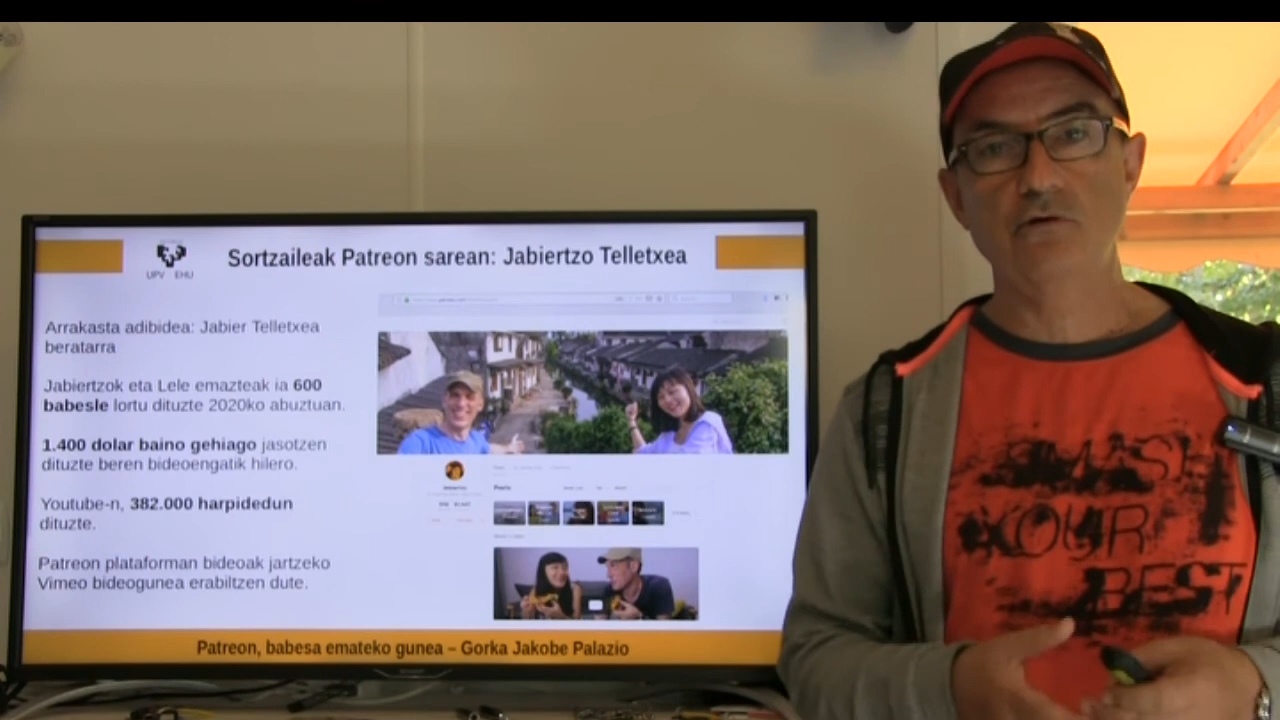 UPV EHU
Sortzaileak Patreon sarean: Jabiertzo Telletxea
Arrakasta adibidea: Jabier Telletxea
beratarra
Jabiertzok eta Lele emazteak ia 600
babesle lortu dituzte 2020ko abuztuan.
1.400 dolar baino gehiago jasotzen
dituzte beren bideoengatik hilero.
Youtube-n, 382.000 harpidedun
dituzte.
Patreon plataforman bideoak jartzeko
Vimeo bideogunea erabiltzen dute.
Patreon, babesa emateko gunea – Gorka Jakobe Palazio
YOUR
BEST